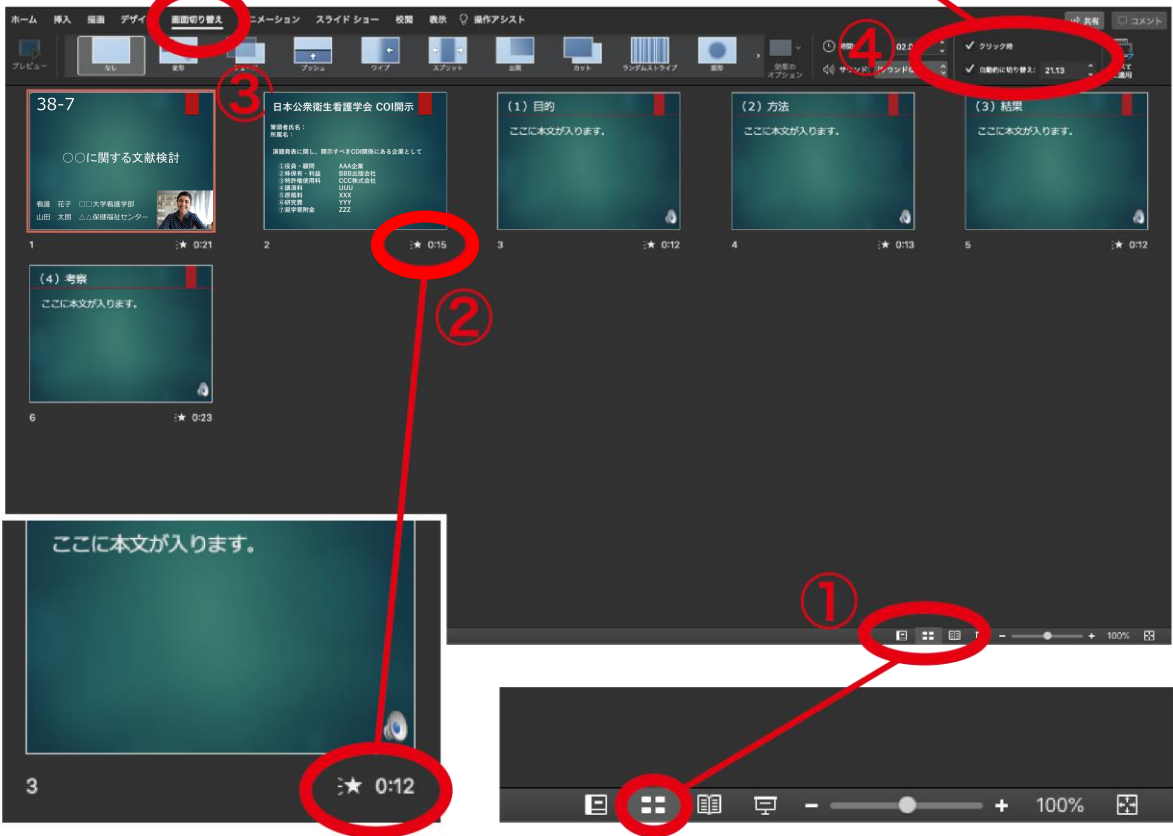 ホーム 挿入 描画 デザイ 画面切り替え ニメーション スライド ショー 校閲 表示 操作アシスト 共有 コメント
プレビュー なし 変形 プッシュ ワイプ スプリット 出現 カット ランダムストライプ 図形 効果の
オプション
02.0
クリック時
自動的に切り替え: 21.13
③
④
38-7
○○に関する文献検討
看護 花子 □□大学看護学部
山田 太郎 △△保健福祉センター
1 0:21
日本公衆衛生看護学会 COI開示
筆頭者氏名:
所属名:
演題発表に関し、開示すべきCOI関係にある企業として
①役員・顧問 AAA企業
②株保有・利益 BBB出版会社
③特許権使用料 CCC株式会社
④講演料 UUU
⑤原稿料 XXX
⑥研究費 YYY
⑦奨学寄附金 ZZZ
2 0:15
(1)目的
ここに本文が入ります。
3 0:12
(2)方法
ここに本文が入ります。
4 0:13
(3)結果
ここに本文が入ります。
5 0:12
(4)考察
ここに本文が入ります。
6 0:23
②
①
100%
ここに本文が入ります。
3 0:12
100%